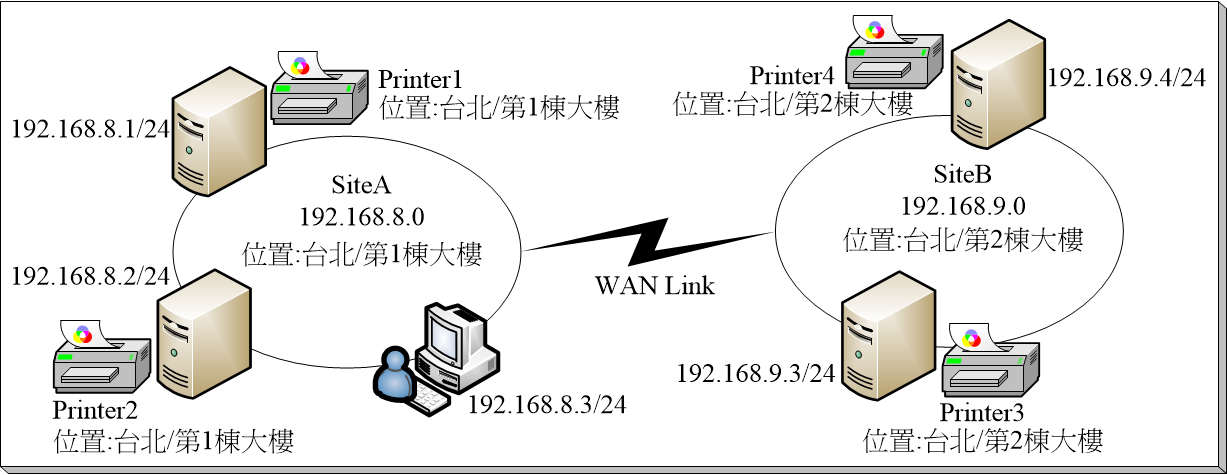 Printer1
位置:台北/第1棟大樓
192.168.8.1/24
SiteA
192.168.8.0
位置:台北/第1棟大樓
192.168.8.2/24
Printer2
位置:台北/第1棟大樓
192.168.8.3/24
WAN Link
Printer4
位置:台北/第2棟大樓
192.168.9.4/24
SiteB
192.168.9.0
位置:台北/第2棟大樓
192.168.9.3/24
Printer3
位置:台北/第2棟大樓